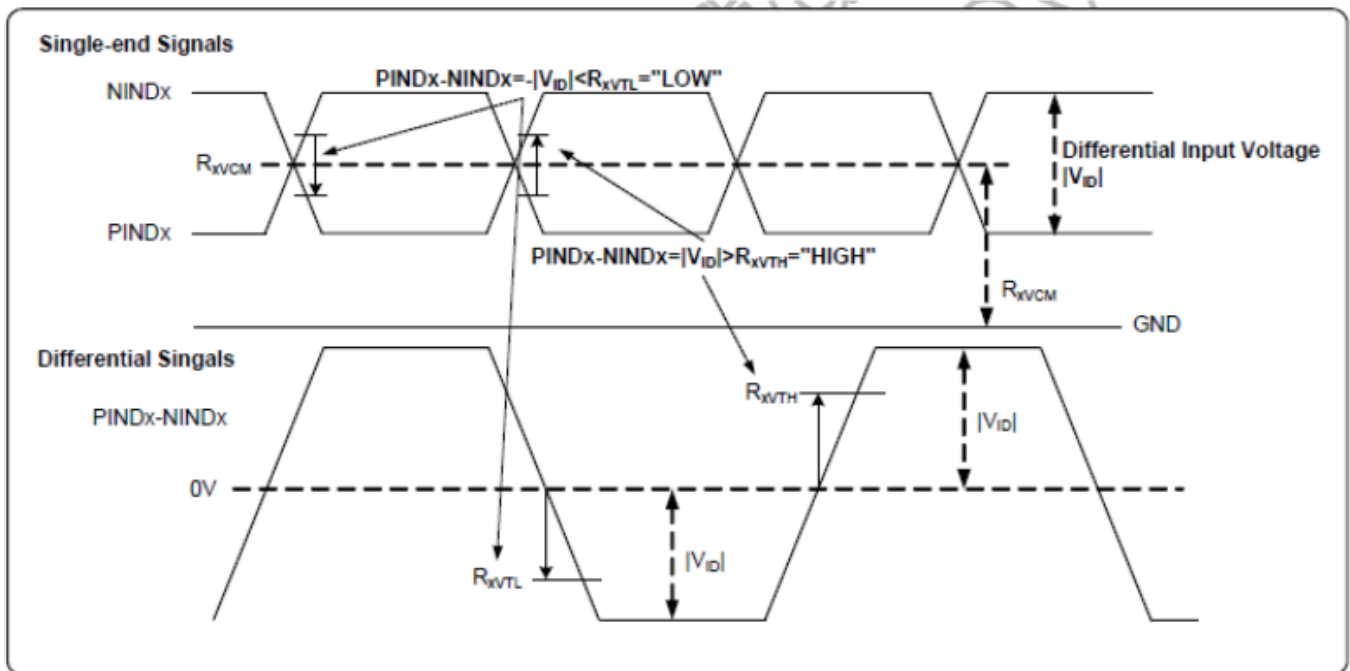 Single-end Signals
PINDx-NINDx=-|VID|<RxVTL="LOW"
NINDx
RxVCM
Differential Input Voltage
|VID|
PINDx
PINDx-NINDx=|VID|>RxVTH="HIGH"
RxVCM
GND
Differential Singals
RxVTH
PINDx-NINDx
|VID|
0V
|VID|
RxVTL